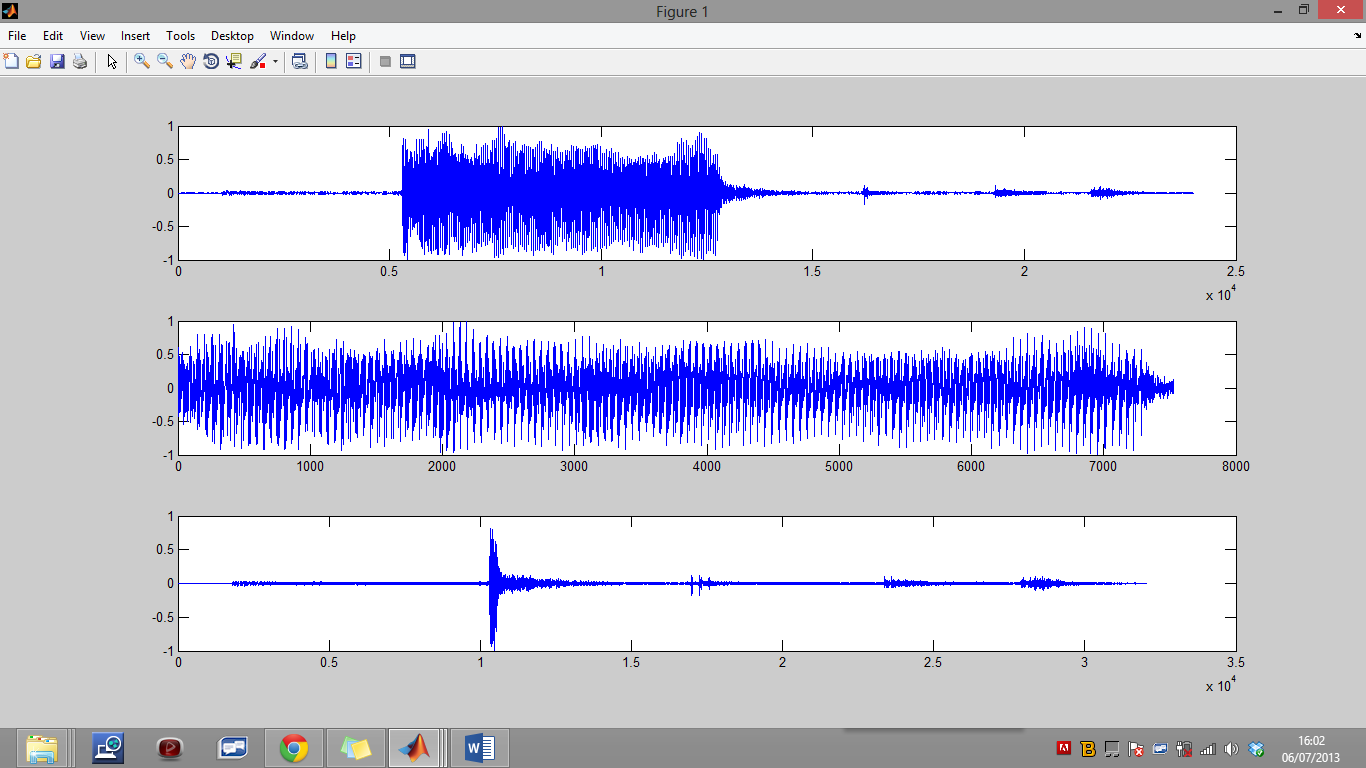 Figure 1
File Edit View Insert Tools Desktop Window Help
1
0.5
0
-0.5
-1
0 0.5 1 1.5 2 2.5
x 10^4
1
0.5
0
-0.5
-1
0 1000 2000 3000 4000 5000 6000 7000 8000
1
0.5
0
-0.5
-1
0 0.5 1 1.5 2 2.5 3 3.5
x 10^4
16:02
06/07/2013